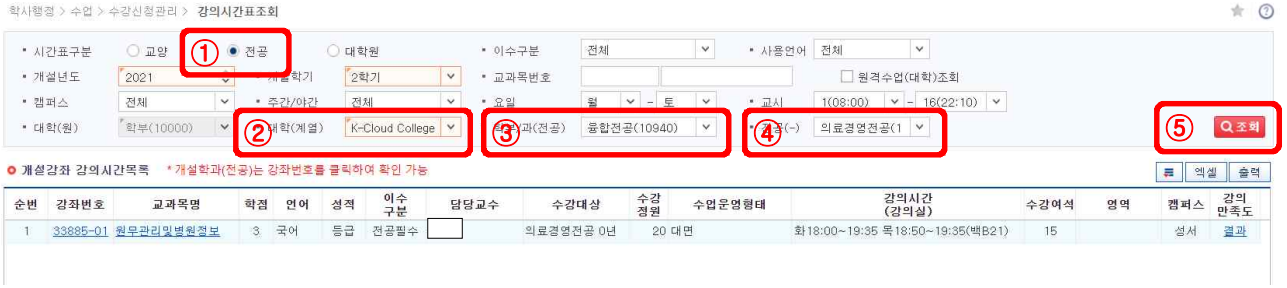 학사행정 > 수업 > 수강신청관리 > 강의시간표조회
• 시간표구분 교양 ① 전공 대학원 • 이수구분 전체 • 사용언어 전체
• 개설년도 2021 개설학기 2학기 • 교과목번호 원격수업(대학)조회
• 캠퍼스 전체 • 주간/야간 전체 • 요일 월 - 토 • 교시 1(08:00) - 16(22:10)
• 대학(원) 학부(10000) ② 대학(계열) K-Cloud College ③ 학부/과(전공) 융합전공(10940) ④ 전공(-) 의료경영전공(1 ⑤ 조회
개설강좌 강의시간목록 * 개설학과(전공)는 강좌번호를 클릭하여 확인 가능 엑셀 출력
순번 강좌번호 교과목명 학점 언어 성적 이수구분 담당교수 수강대상 수강정원 수업운영형태 강의시간(강의실) 수강여석 영역 캠퍼스 강의만족도
1 33885-01 원무관리및병원정보 3 국어 등급 전공필수 의료경영전공 0년 20 대면 화18:00~19:35 목18:50~19:35(백B21) 15 성서 결과